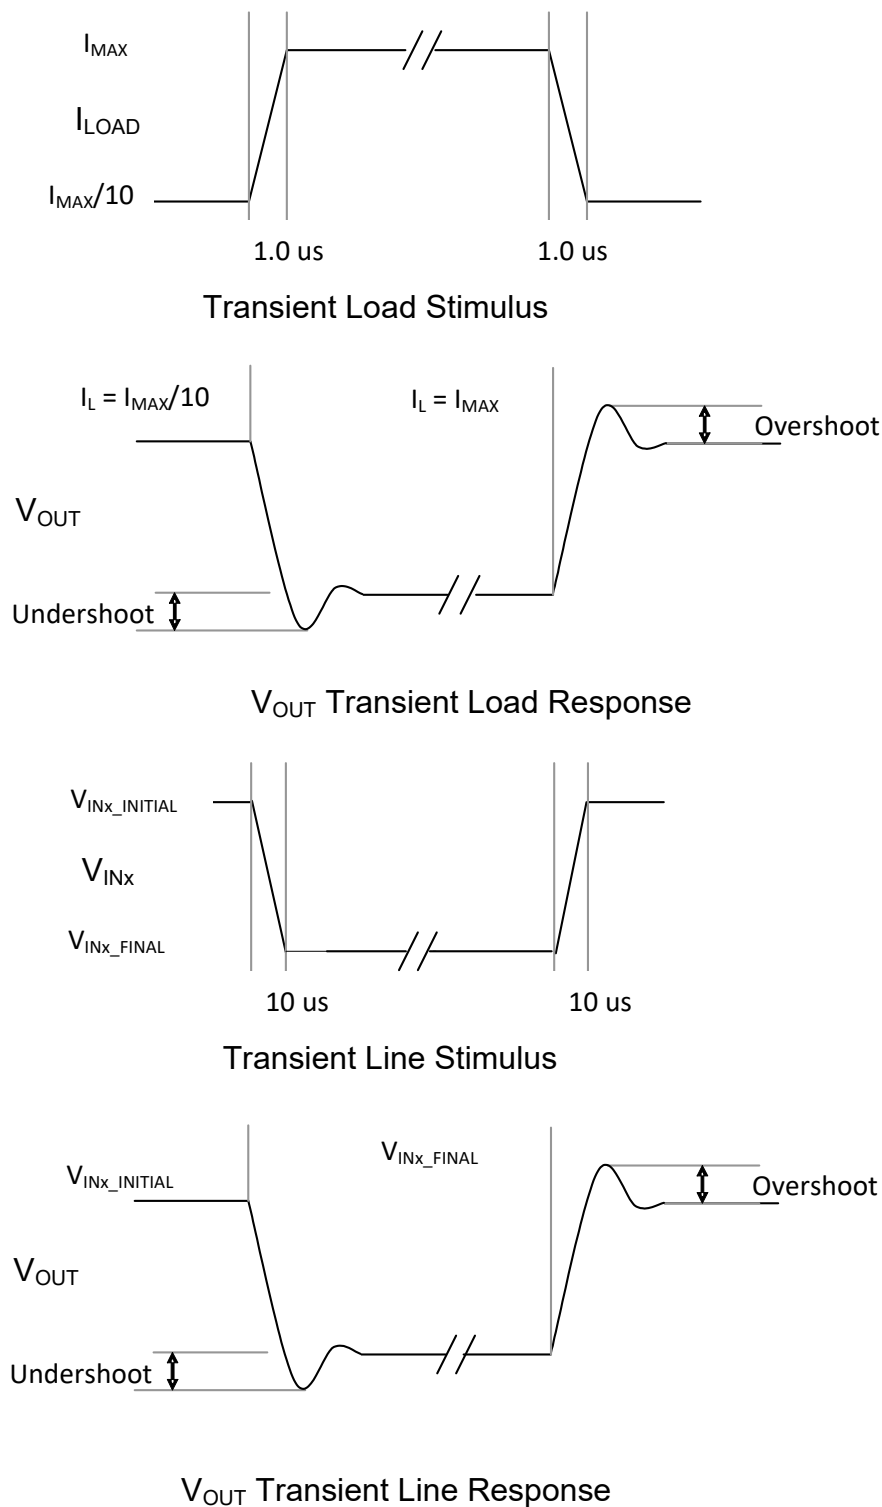 I_MAX
I_LOAD
I_MAX/10
1.0 us 1.0 us
Transient Load Stimulus
I_L = I_MAX/10 I_L = I_MAX
Overshoot
V_OUT
Undershoot
V_OUT Transient Load Response
V_INx_INITIAL
V_INx
V_INx_FINAL
10 us 10 us
Transient Line Stimulus
V_INx_INITIAL V_INx_FINAL
Overshoot
V_OUT
Undershoot
V_OUT Transient Line Response